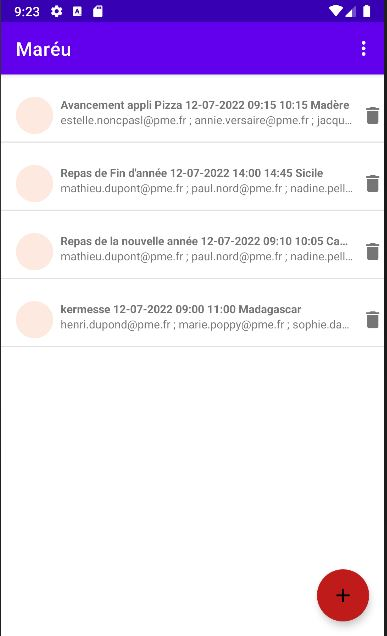 9:23
Maréu
Avancement appli Pizza 12-07-2022 09:15 10:15 Madère
estelle.noncpasl@pme.fr ; annie.versaire@pme.fr ; jacqu...
Repas de Fin d'année 12-07-2022 14:00 14:45 Sicile
mathieu.dupont@pme.fr ; paul.nord@pme.fr ; nadine.pell...
Repas de la nouvelle année 12-07-2022 09:10 10:05 Ca...
mathieu.dupont@pme.fr ; paul.nord@pme.fr ; nadine.pell...
kermesse 12-07-2022 09:00 11:00 Madagascar
henri.dupond@pme.fr ; marie.poppy@pme.fr ; sophie.da...